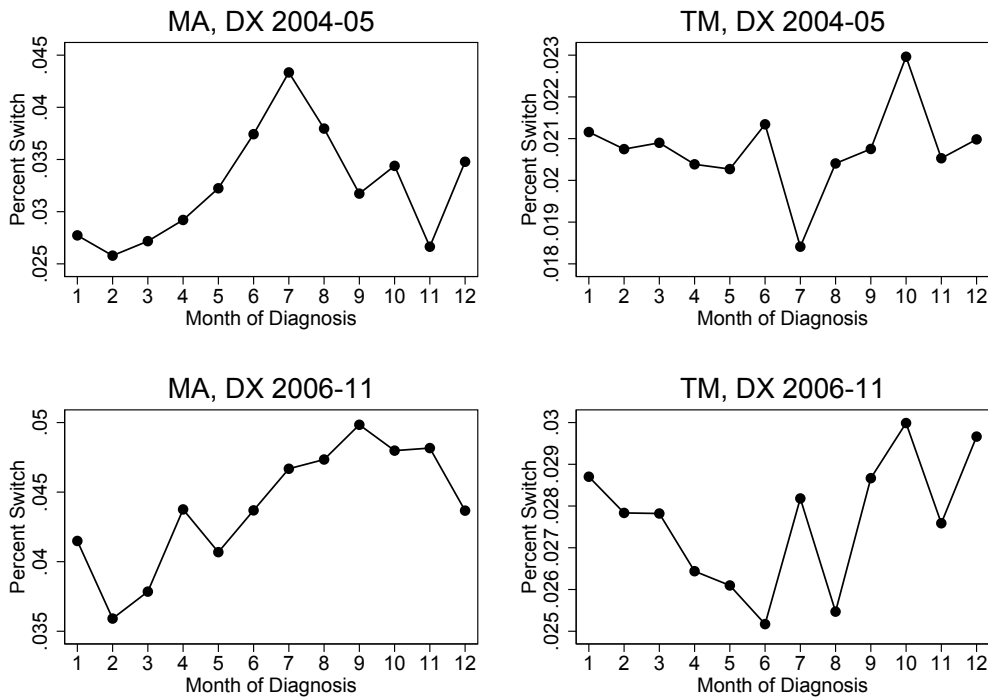 MA, DX 2004-05
Percent Switch
.045
.04
.035
.03
.025
1 2 3 4 5 6 7 8 9 10 11 12
Month of Diagnosis
TM, DX 2004-05
Percent Switch
.023
.022
.021
.02
.019
.018
1 2 3 4 5 6 7 8 9 10 11 12
Month of Diagnosis
MA, DX 2006-11
Percent Switch
.05
.045
.04
.035
1 2 3 4 5 6 7 8 9 10 11 12
Month of Diagnosis
TM, DX 2006-11
Percent Switch
.03
.029
.028
.027
.026
.025
1 2 3 4 5 6 7 8 9 10 11 12
Month of Diagnosis